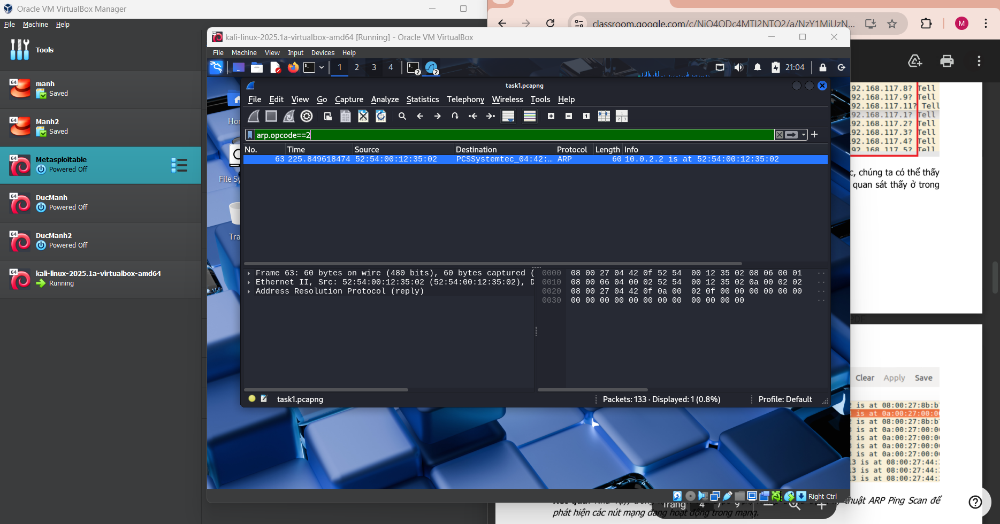 Oracle VM VirtualBox Manager
File Machine Help
Tools
64 manh
Saved
64 Manh2
Saved
64 Metasploitable
Powered Off
64 DucManh
Powered Off
64 DucManh2
Powered Off
64 kali-linux-2025.1a-virtualbox-amd64
Running
classroom.google.com/c/NjQ4ODc4MTI2NTQ2/a/NzY1MjUzN...
M
kali-linux-2025.1a-virtualbox-amd64 [Running] - Oracle VM VirtualBox
File Machine View Input Devices Help
1 2 3 4 2 2 21:04
task1.pcapng
File Edit View Go Capture Analyze Statistics Telephony Wireless Tools Help
arp.opcode==2
No. Time Source Destination Protocol Length Info
63 225.849618474 52:54:00:12:35:02 PCSSystemtec_04:42:… ARP 60 10.0.2.2 is at 52:54:00:12:35:02
File Sy
Frame 63: 60 bytes on wire (480 bits), 60 bytes captured (
Ethernet II, Src: 52:54:00:12:35:02 (52:54:00:12:35:02), D
Address Resolution Protocol (reply)
0000 08 00 27 04 42 0f 52 54 00 12 35 02 08 06 00 01
0010 08 00 06 04 00 02 52 54 00 12 35 02 0a 00 02 02
0020 08 00 27 04 42 0f 0a 00 02 0f 00 00 00 00 00 00
0030 00 00 00 00 00 00 00 00 00 00 00 00
task1.pcapng
Packets: 133 · Displayed: 1 (0.8%)
Profile: Default
Right Ctrl
92.168.117.8? Tell
92.168.117.9? Tell
92.168.117.11? Tell
92.168.117.1? Tell
92.168.117.2? Tell
92.168.117.3? Tell
92.168.117.4? Tell
92.168.117.5? Tell
c, chúng ta có thể thấy
quan sát thấy ở trong
PDF
Clear Apply Save
is at 08:00:27:8b:b
is at 0a:00:27:00:0
is at 08:00:27:8b:b
is at 0a:00:27:00:0
is at 0a:00:27:00:0
is at 0a:00:27:00:0
is at 0a:00:27:00:0
3 is at 08:00:27:44:
3 is at 08:00:27:44:
3 is at 08:00:27:44:
Trang 4 / 9
thuật ARP Ping Scan để
phát hiện các nút mạng đang hoạt động trong mạng.